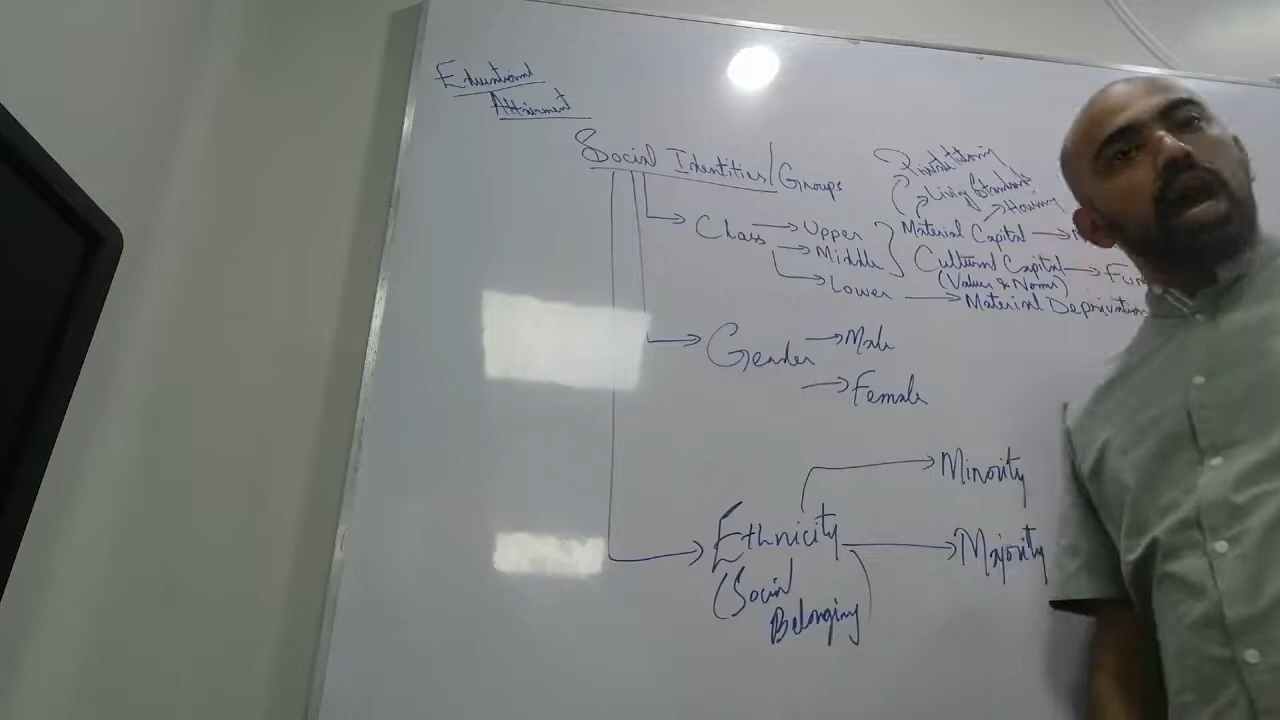 Educational
Attainment
Social Identities/Groups
Living Standard
Housing
Class
Upper
Middle
Lower
Material Capital
Cultural Capital
(Values & Norms)
Material Deprivation
Gender
Male
Female
Minority
Ethnicity
Majority
(Social
Belonging